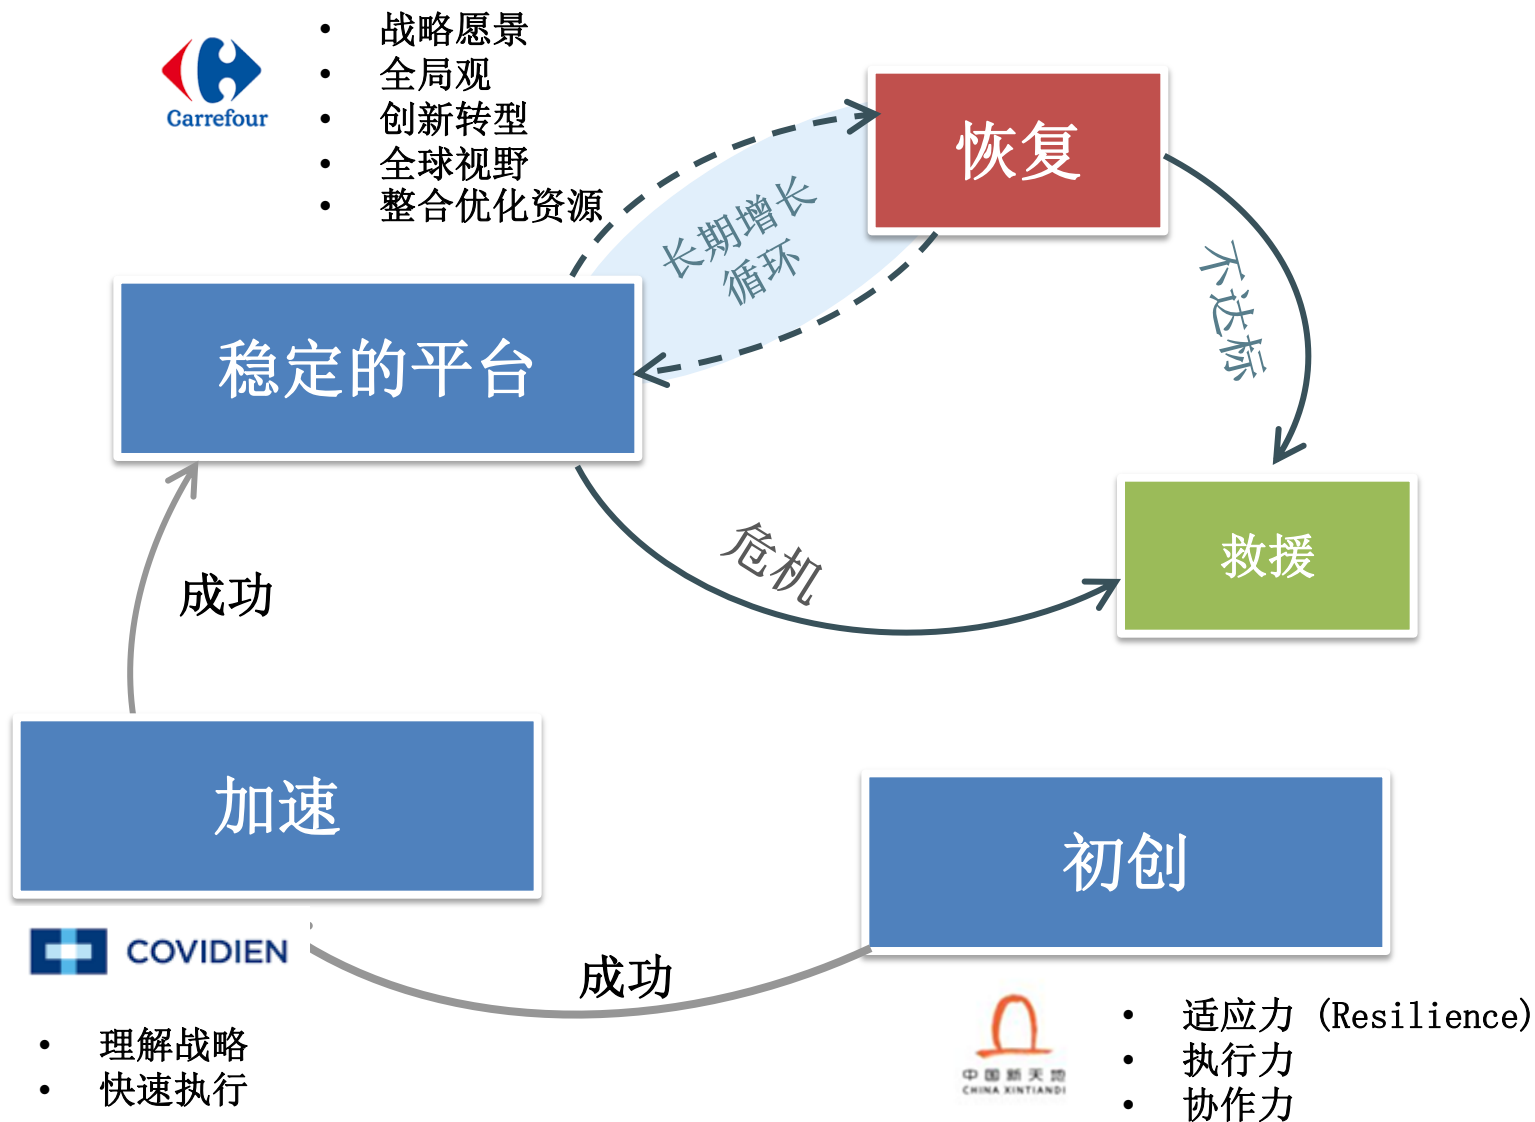 • 战略愿景
• 全局观
• 创新转型
• 全球视野
• 整合优化资源
Carrefour
恢复
长期增长
循环
不达标
稳定的平台
危机
救援
成功
加速
初创
COVIDIEN
成功
• 理解战略
• 快速执行
中国新天地
CHINA XINTIANDI
• 适应力 (Resilience)
• 执行力
• 协作力